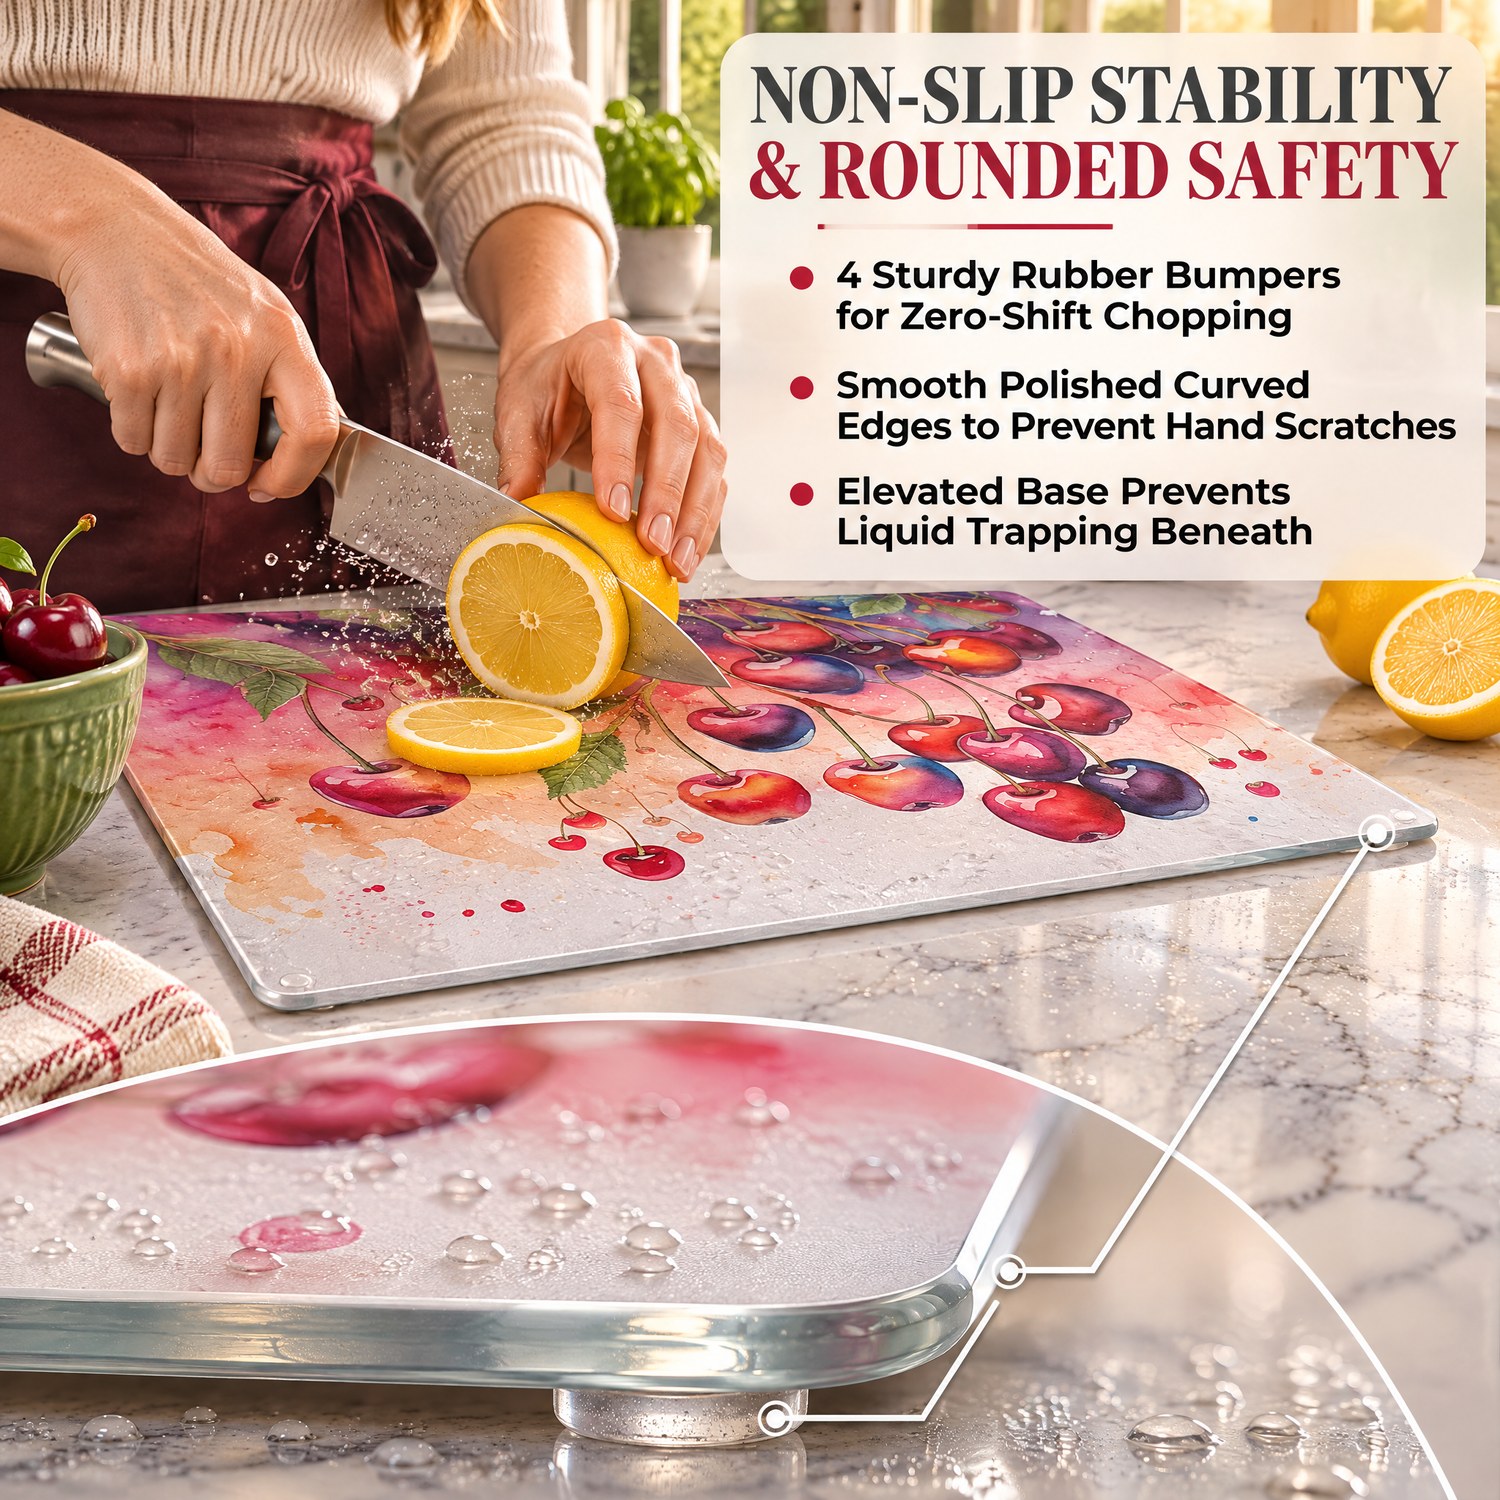 NON-SLIP STABILITY
& ROUNDED SAFETY
4 Sturdy Rubber Bumpers
for Zero-Shift Chopping
Smooth Polished Curved
Edges to Prevent Hand Scratches
Elevated Base Prevents
Liquid Trapping Beneath